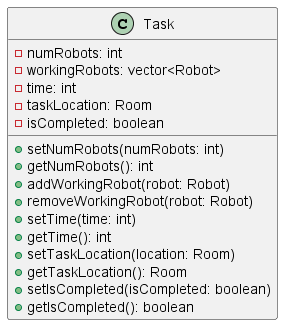 C Task
- numRobots: int
workingRobots: vector<Robot>
time: int
taskLocation: Room
isCompleted: boolean
setNumRobots(numRobots: int)
getNumRobots(): int
addWorkingRobot(robot: Robot)
removeWorkingRobot(robot: Robot)
setTime(time: int)
getTime(): int
setTaskLocation(location: Room)
getTaskLocation(): Room
setIsCompleted(isCompleted: boolean)
getIsCompleted(): boolean